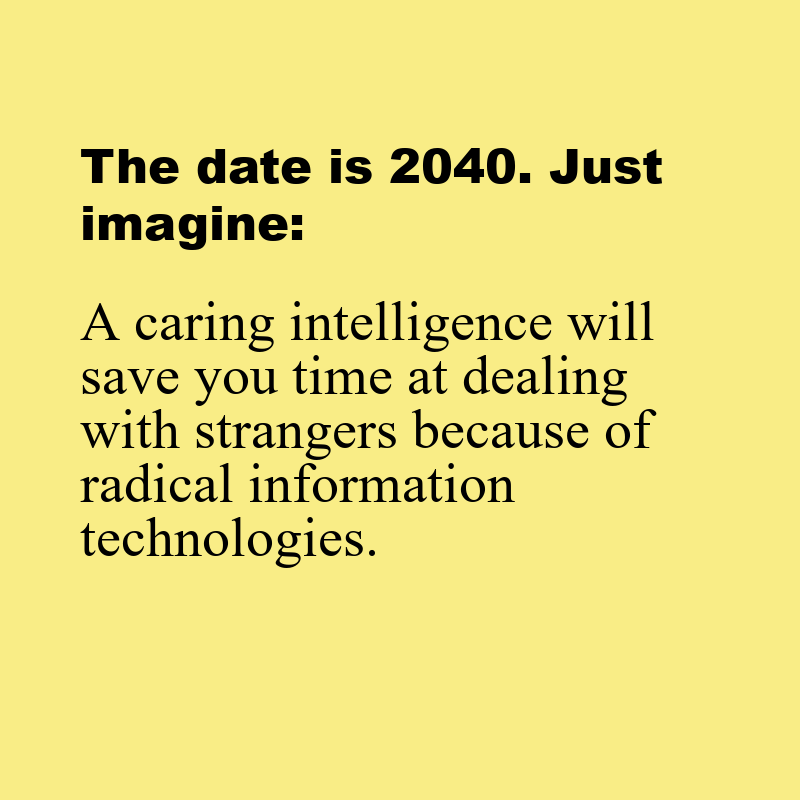 The date is 2040. Just
imagine:
A caring intelligence will
save you time at dealing
with strangers because of
radical information
technologies.